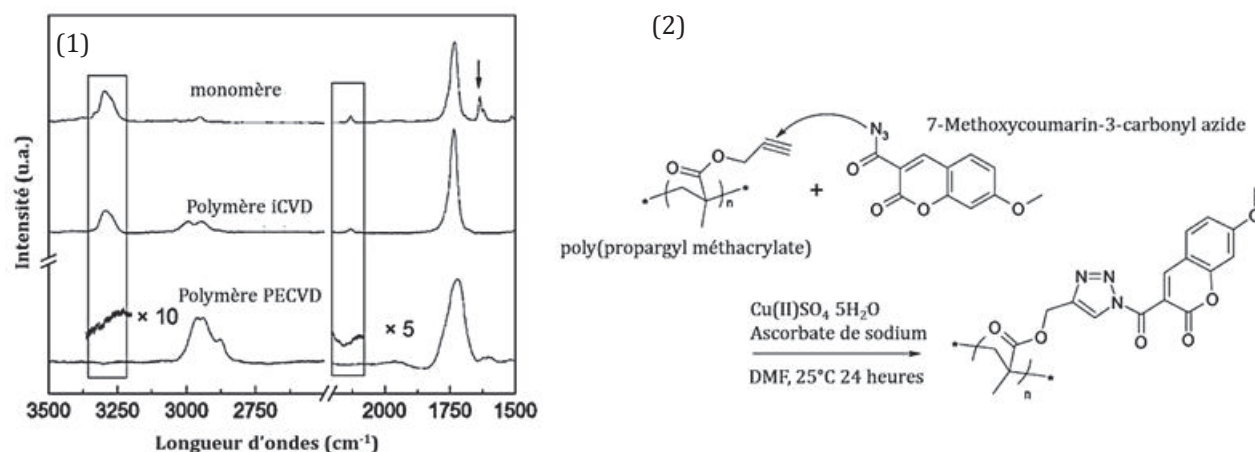 (1)
Intensité (u.a.)
monomère
Polymère iCVD
Polymère PECVD
× 10
× 5
3500 3250 3000 2750 2000 1750 1500
Longueur d'ondes (cm⁻¹)
(2)
N₃
7-Methoxycoumarin-3-carbonyl azide
O
O
O
*
n
*
+
O
O
O
poly(propargyl méthacrylate)
Cu(II)SO₄ 5H₂O
Ascorbate de sodium
DMF, 25°C 24 heures
O
N
N
N
O
O
O
O
O
*
n
*